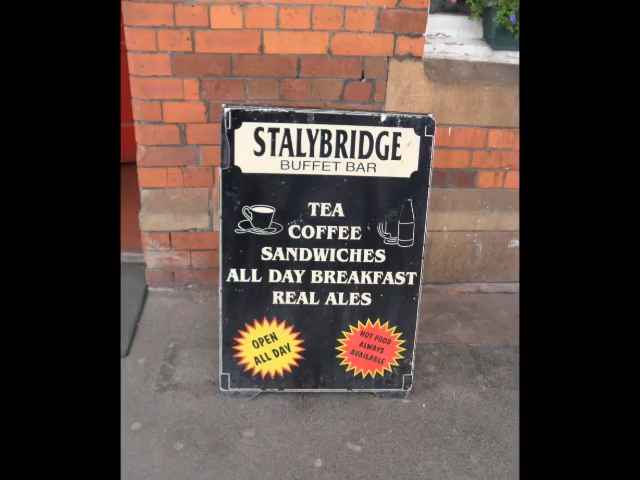 STALYBRIDGE
BUFFET BAR
TEA
COFFEE
SANDWICHES
ALL DAY BREAKFAST
REAL ALES
OPEN
ALL DAY
HOT FOOD
ALWAYS
AVAILABLE